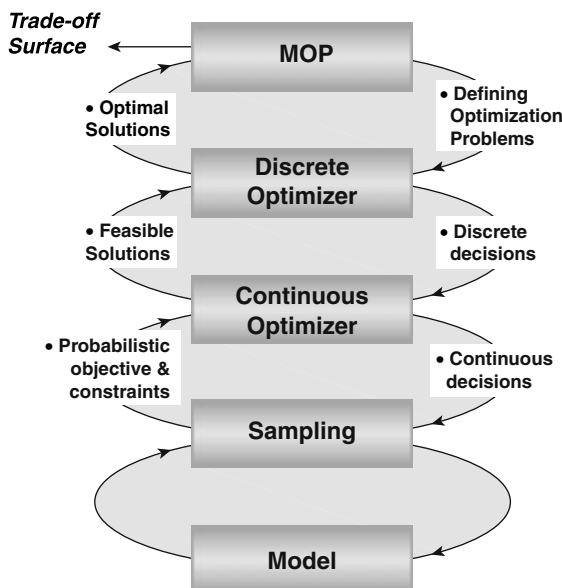 Trade-off
Surface
MOP
• Optimal
Solutions
• Defining
Optimization
Problems
Discrete
Optimizer
• Feasible
Solutions
• Discrete
decisions
Continuous
Optimizer
• Probabilistic
objective &
constraints
• Continuous
decisions
Sampling
Model